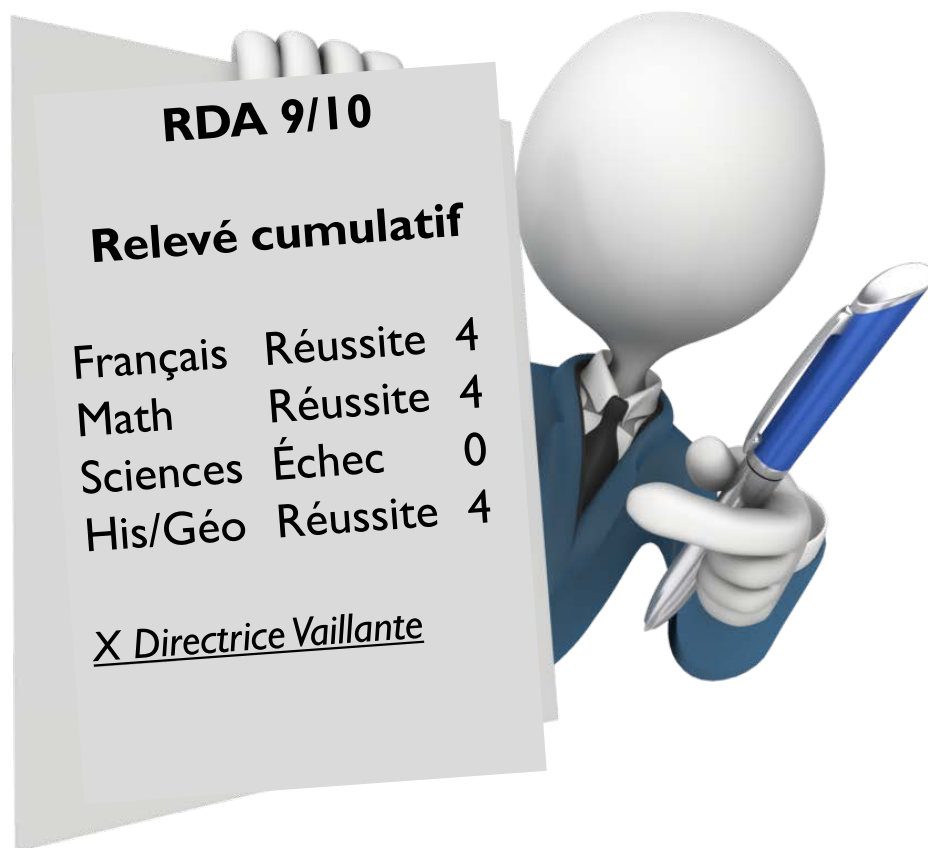 RDA 9/10
Relevé cumulatif
Français Réussite 4
Math Réussite 4
Sciences Échec 0
His/Géo Réussite 4
X Directrice Vaillante